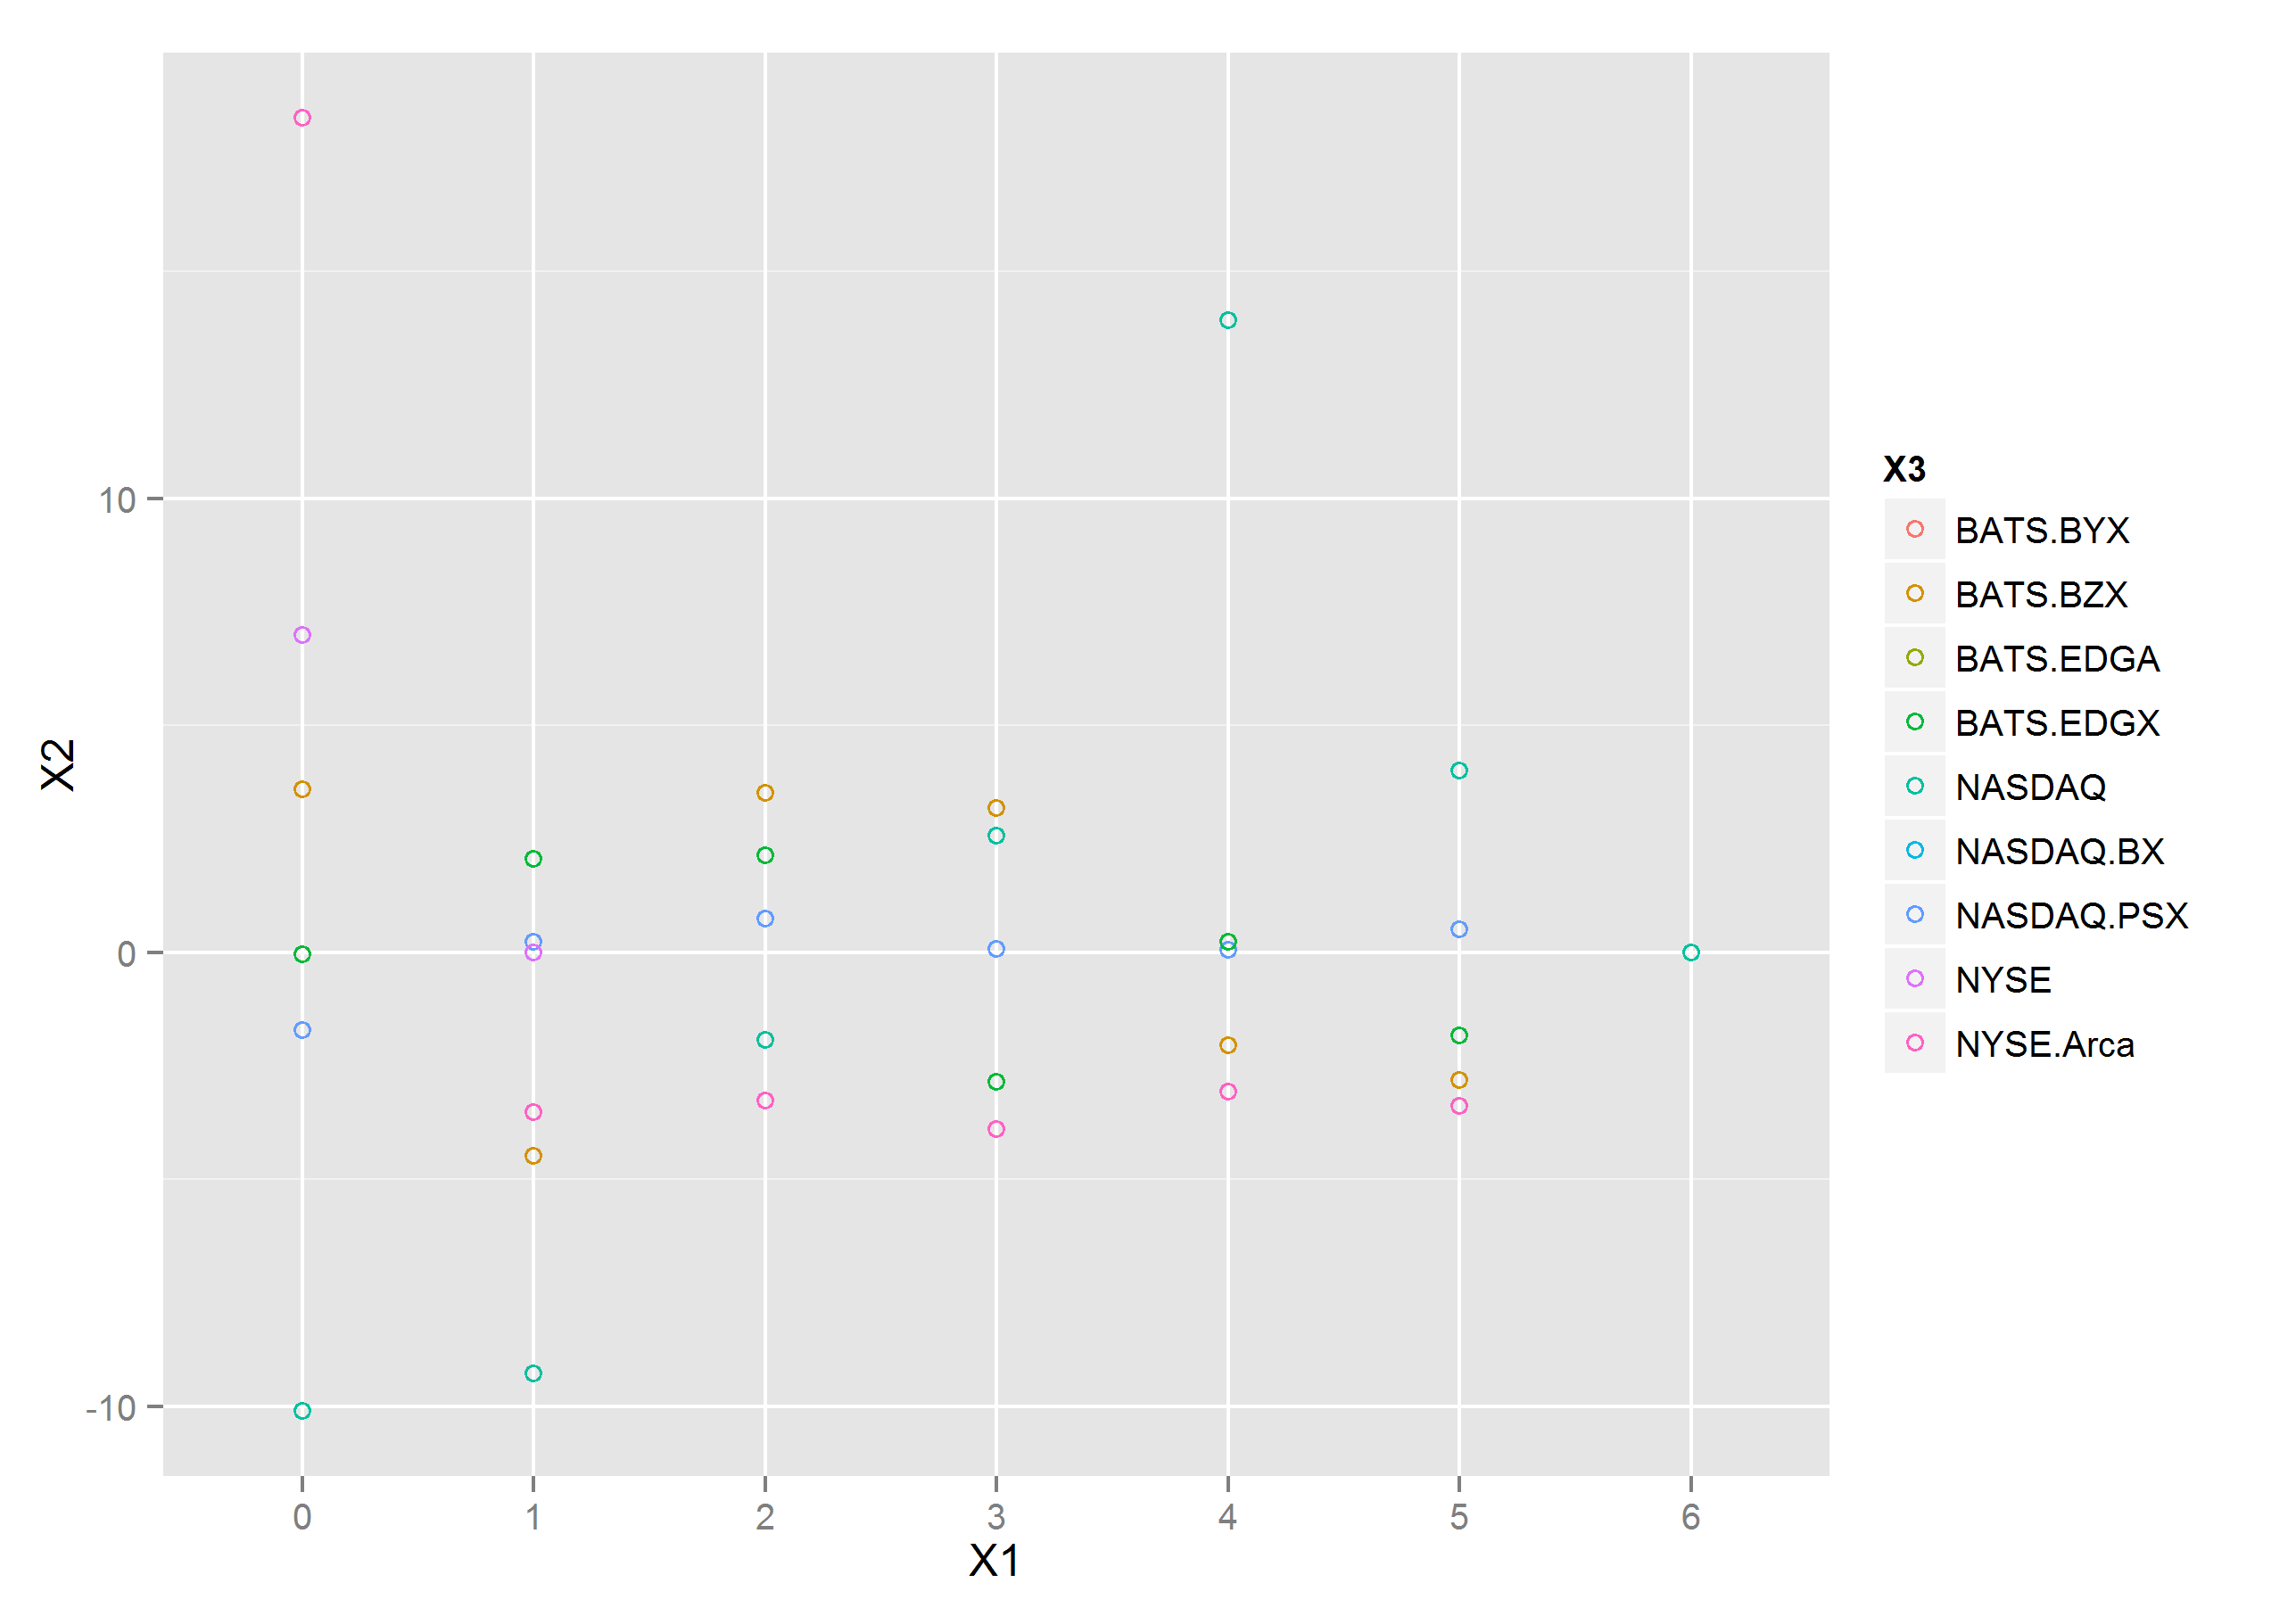 10
0
-10
X2
0 1 2 3 4 5 6
X1
X3
BATS.BYX
BATS.BZX
BATS.EDGA
BATS.EDGX
NASDAQ
NASDAQ.BX
NASDAQ.PSX
NYSE
NYSE.Arca